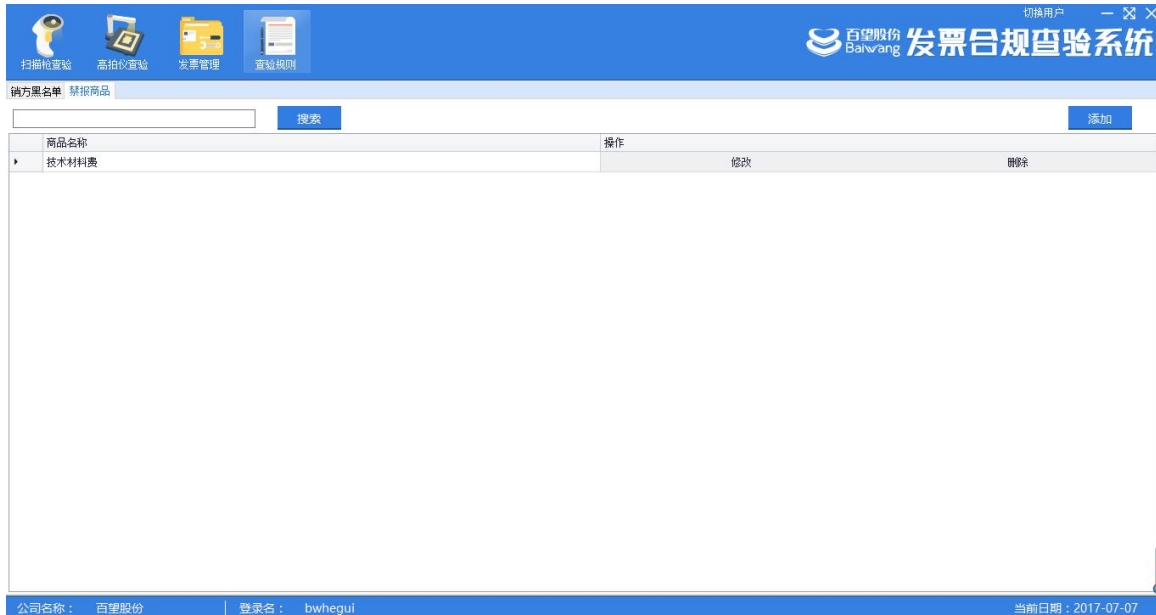 切换用户
百望股份
Baiwang
发票合规查验系统
扫描枪查验 高拍仪查验 发票管理 查验规则
销方黑名单 禁报商品
搜索 添加
商品名称 操作
技术材料费 修改 删除
公司名称： 百望股份 登录名： bwhegui 当前日期：2017-07-07